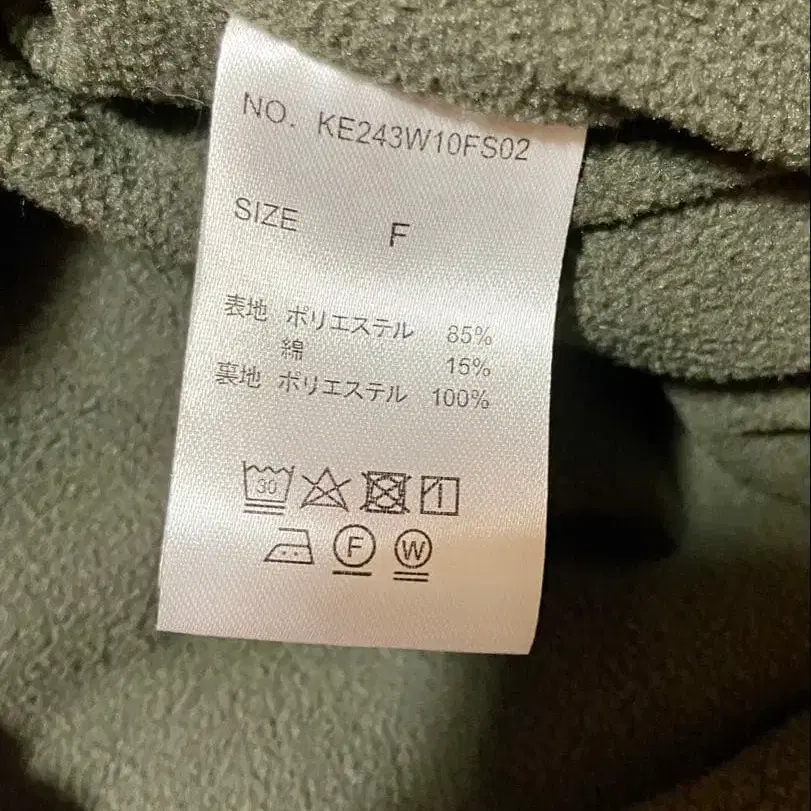 NO. KE243W10FS02
SIZE F
表地 ポリエステル 85%
綿 15%
裏地 ポリエステル 100%
30
F W